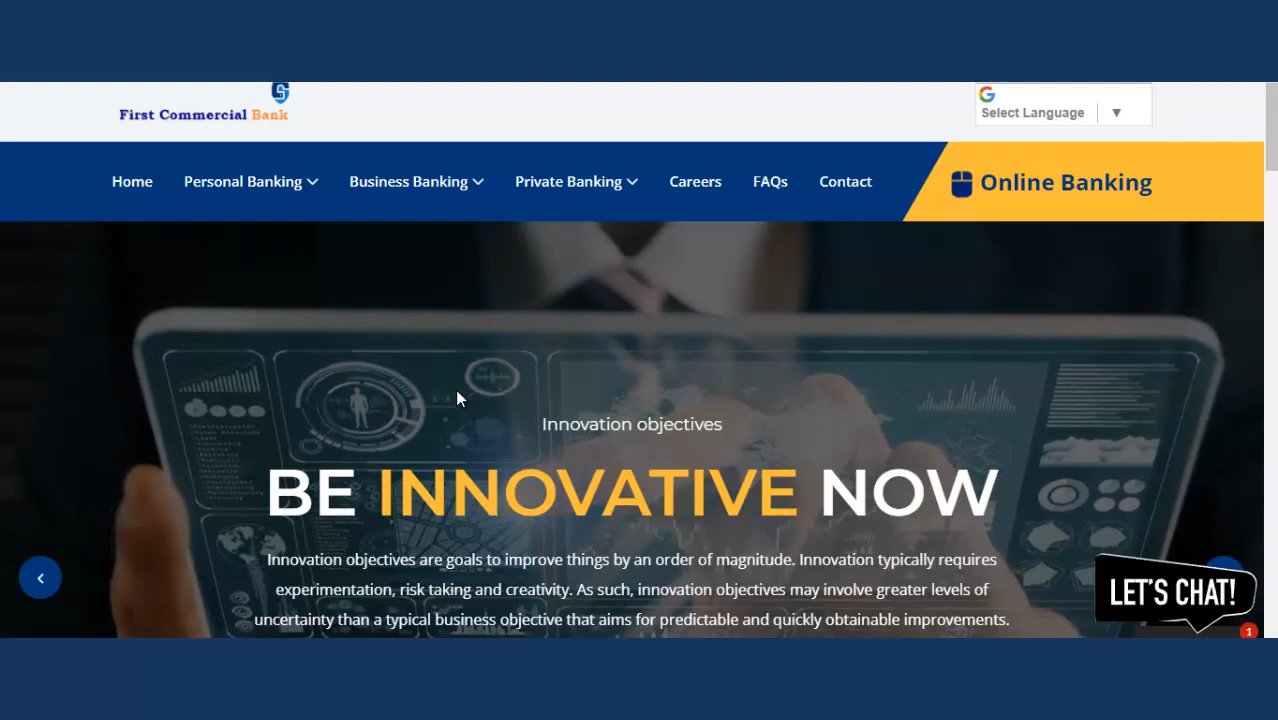 First Commercial Bank
Select Language ▼
Home Personal Banking Business Banking Private Banking Careers FAQs Contact Online Banking
Innovation objectives
BE INNOVATIVE NOW
Innovation objectives are goals to improve things by an order of magnitude. Innovation typically requires
experimentation, risk taking and creativity. As such, innovation objectives may involve greater levels of
uncertainty than a typical business objective that aims for predictable and quickly obtainable improvements.
LET'S CHAT!
1